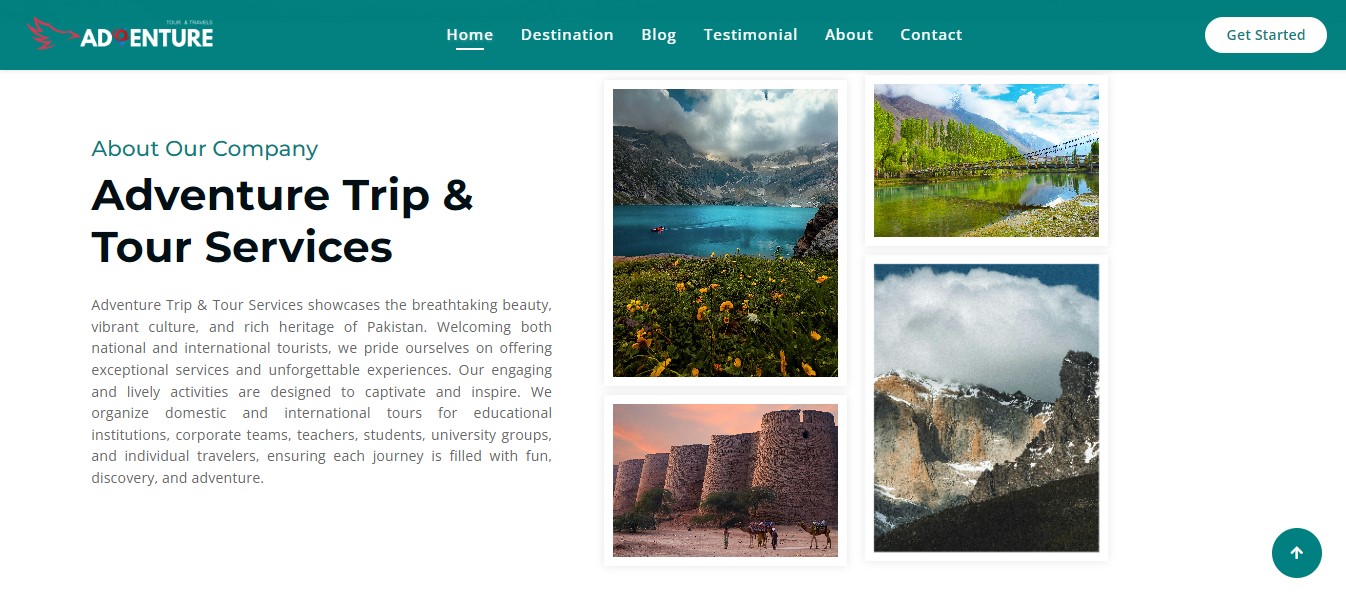 TOUR & TRAVELS
ADVENTURE
Home Destination Blog Testimonial About Contact
Get Started
About Our Company
Adventure Trip &
Tour Services
Adventure Trip & Tour Services showcases the breathtaking beauty,
vibrant culture, and rich heritage of Pakistan. Welcoming both
national and international tourists, we pride ourselves on offering
exceptional services and unforgettable experiences. Our engaging
and lively activities are designed to captivate and inspire. We
organize domestic and international tours for educational
institutions, corporate teams, teachers, students, university groups,
and individual travelers, ensuring each journey is filled with fun,
discovery, and adventure.